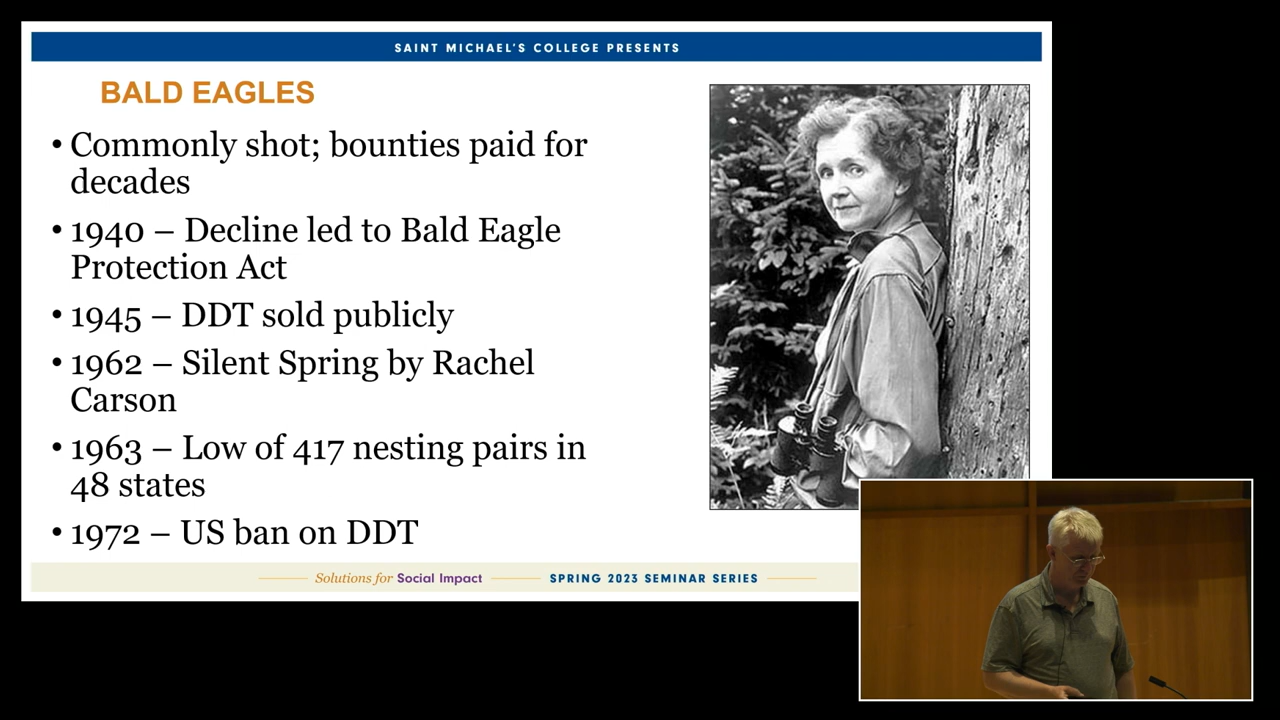 SAINT MICHAEL'S COLLEGE PRESENTS
BALD EAGLES
• Commonly shot; bounties paid for
decades
• 1940 – Decline led to Bald Eagle
Protection Act
• 1945 – DDT sold publicly
• 1962 – Silent Spring by Rachel
Carson
• 1963 – Low of 417 nesting pairs in
48 states
• 1972 – US ban on DDT
Solutions for Social Impact SPRING 2023 SEMINAR SERIES